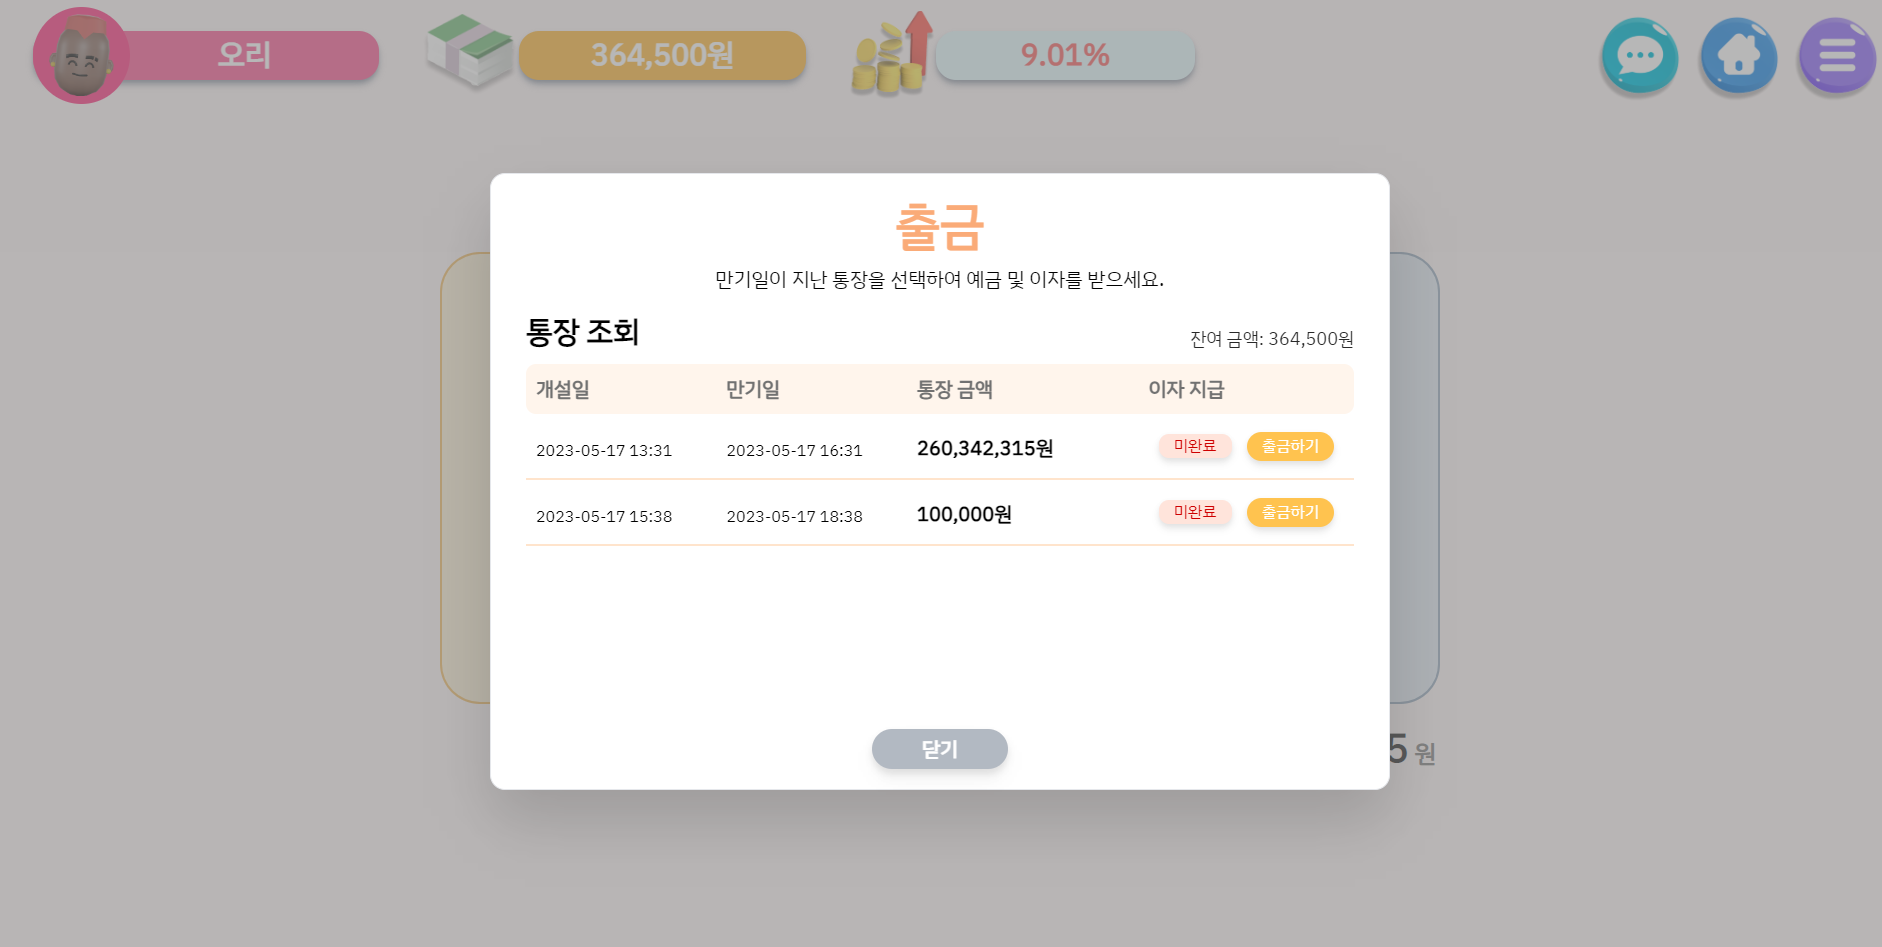 오리
364,500원
9.01%
출금
만기일이 지난 통장을 선택하여 예금 및 이자를 받으세요.
통장 조회
잔여 금액: 364,500원
개설일 만기일 통장 금액 이자 지급
2023-05-17 13:31 2023-05-17 16:31 260,342,315원 미완료 출금하기
2023-05-17 15:38 2023-05-17 18:38 100,000원 미완료 출금하기
5 원
닫기